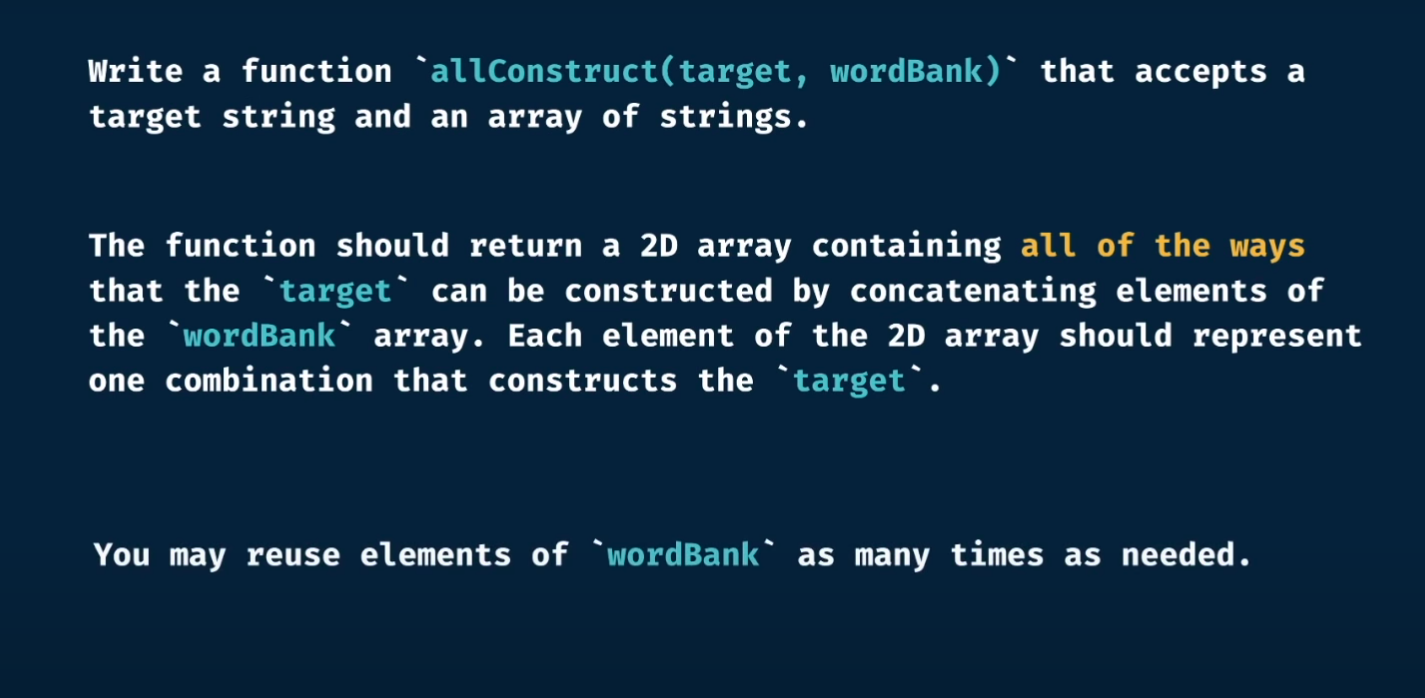 Write a function `allConstruct(target, wordBank)` that accepts a
target string and an array of strings.
The function should return a 2D array containing all of the ways
that the `target` can be constructed by concatenating elements of
the `wordBank` array. Each element of the 2D array should represent
one combination that constructs the `target`.
You may reuse elements of `wordBank` as many times as needed.